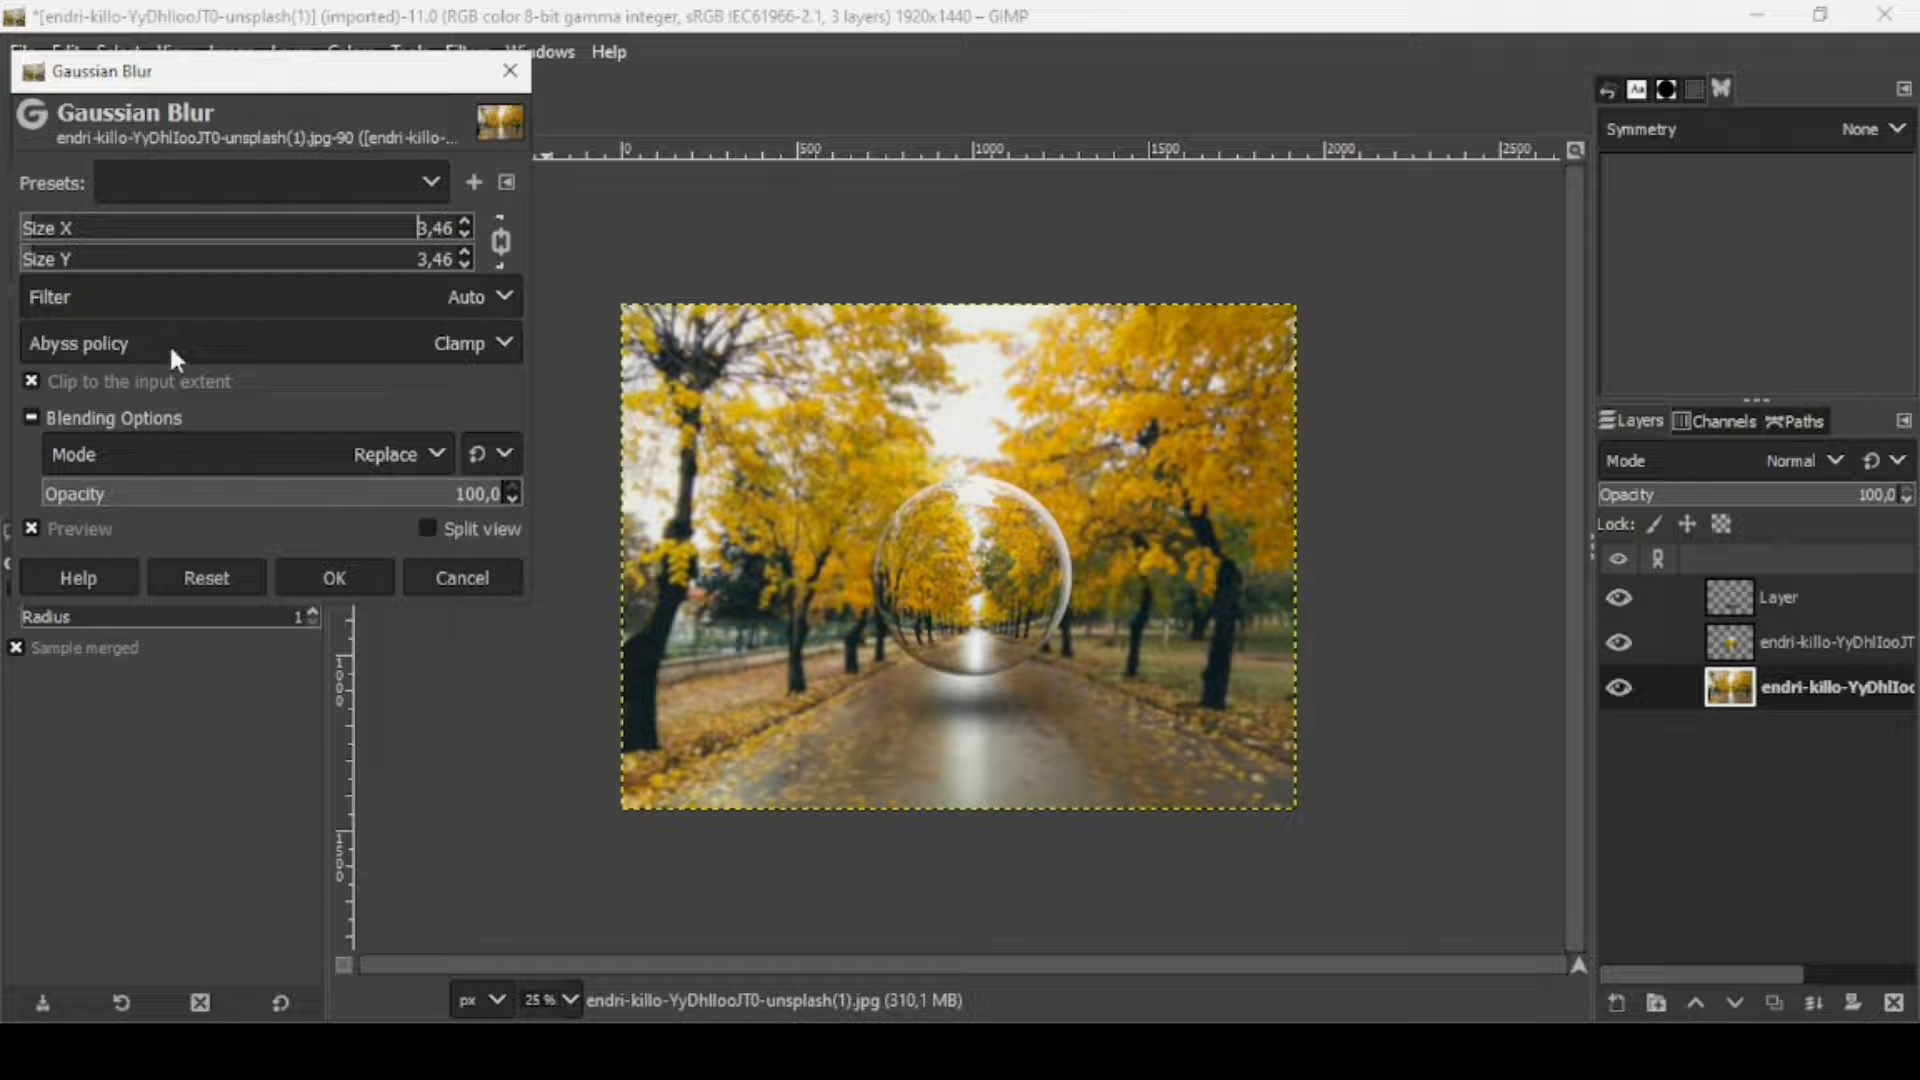 *[endri-killo-YyDhlIooJT0-unsplash(1)] (imported)-11.0 (RGB color 8-bit gamma integer, sRGB IEC61966-2.1, 3 layers) 1920x1440 – GIMP
Windows Help
Gaussian Blur
Gaussian Blur
endri-killo-YyDhlIooJT0-unsplash(1).jpg-90 ([endri-killo-...
Presets:
Size X 3,46
Size Y 3,46
Filter Auto
Abyss policy Clamp
Clip to the input extent
Blending Options
Mode Replace
Opacity 100,0
Preview Split view
Help Reset OK Cancel
Radius 1
Sample merged
0 500 1000 1500 2000 2500
1000
1500
px 25 % endri-killo-YyDhlIooJT0-unsplash(1).jpg (310,1 MB)
Aa
Symmetry None
Layers Channels Paths
Mode Normal
Opacity 100,0
Lock:
Layer
endri-killo-YyDhlIooJT
endri-killo-YyDhlIoo